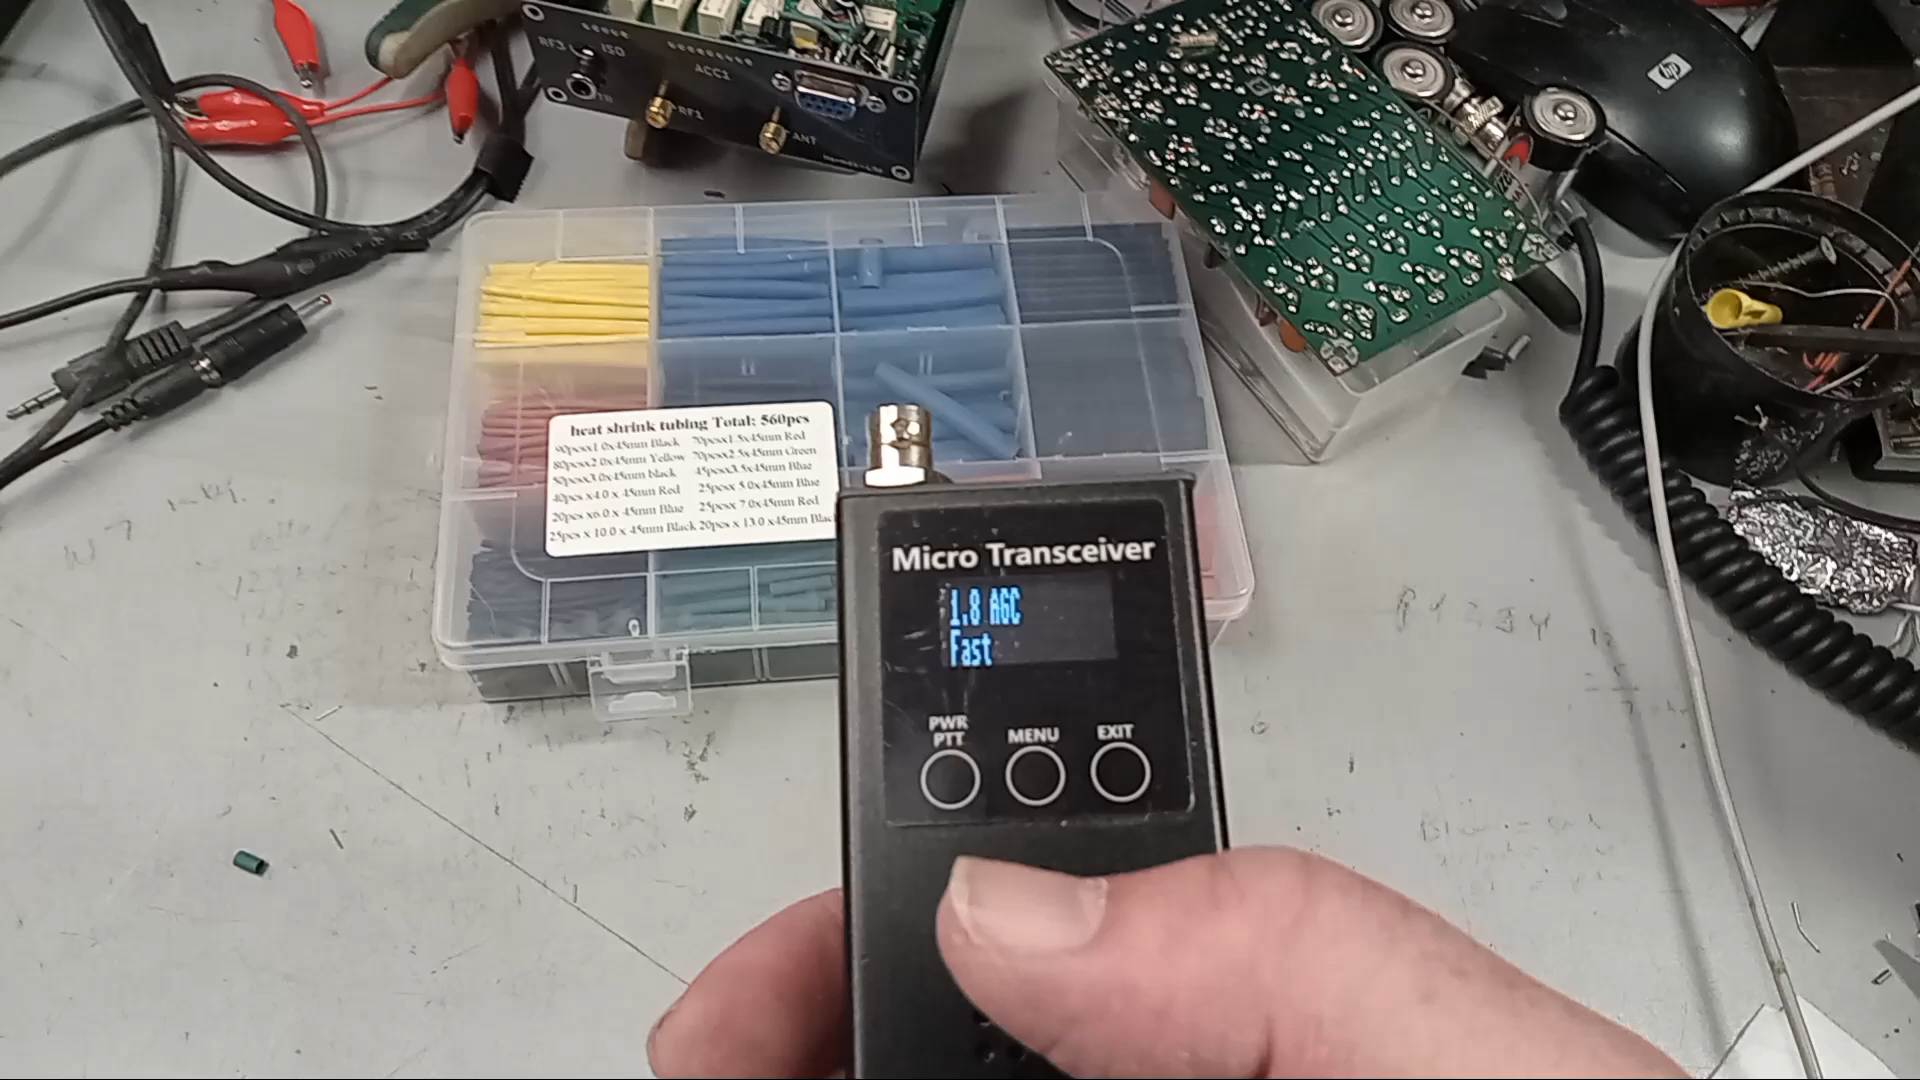 RF3
ISO
ACC1
RF1
ANT
hp
heat shrink tubing Total: 560pcs
90pcsx1.0x45mm Black 70pcsx1.5x45mm Red
80pcsx2.0x45mm Yellow 70pcsx2.5x45mm Green
50pcsx3.0x45mm black 45pcsx3.5x45mm Blue
40pcs x4.0 x 45mm Red 25pcsx 5.0x45mm Blue
20pcs x6.0 x 45mm Blue 25pcsx 7.0x45mm Red
25pcs x 10.0 x 45mm Black 20pcs x 13.0 x45mm Black
Micro Transceiver
1.8 AGC
Fast
PWR
PTT
MENU
EXIT